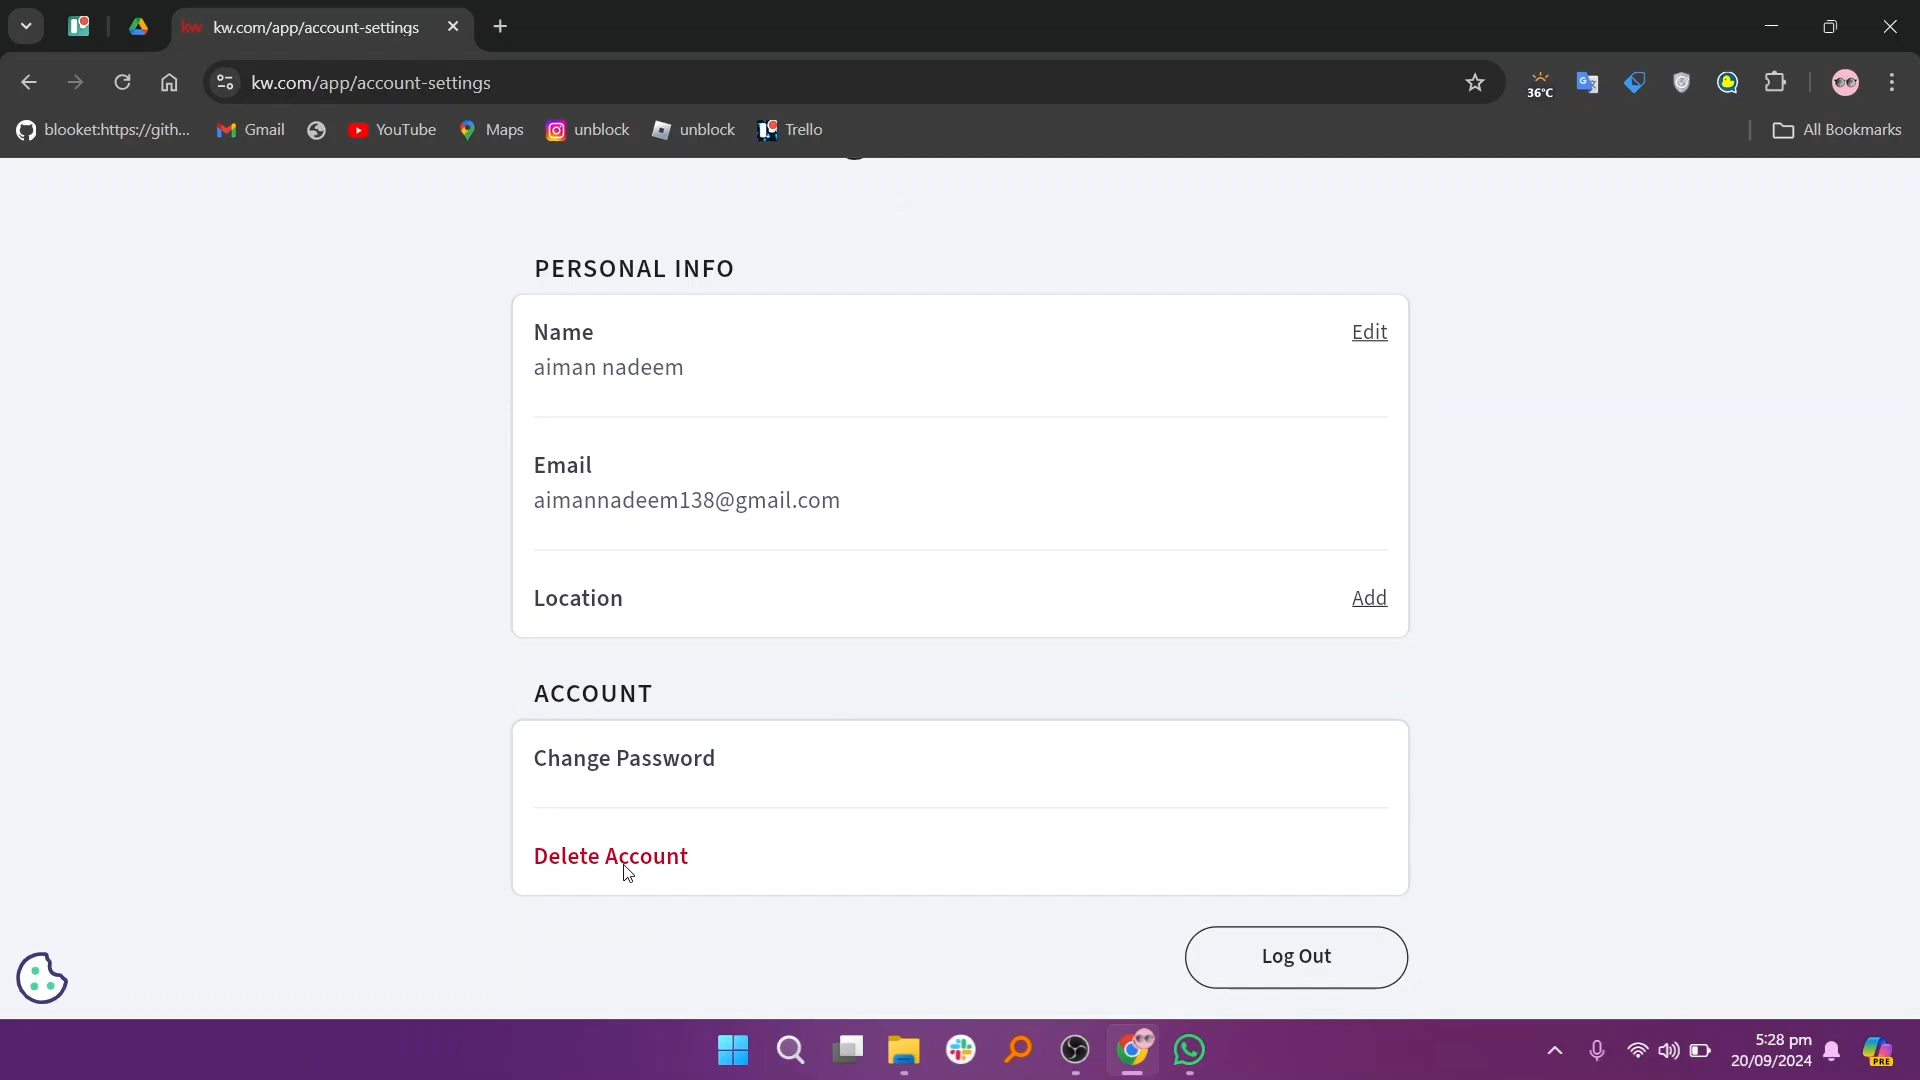 kw kw.com/app/account-settings
kw.com/app/account-settings
36°C
blooket:https://gith...
Gmail
YouTube
Maps
unblock
unblock
Trello
All Bookmarks
PERSONAL INFO
Name
Edit
aiman nadeem
Email
aimannadeem138@gmail.com
Location
Add
ACCOUNT
Change Password
Delete Account
Log Out
5:28 pm
20/09/2024
PRE